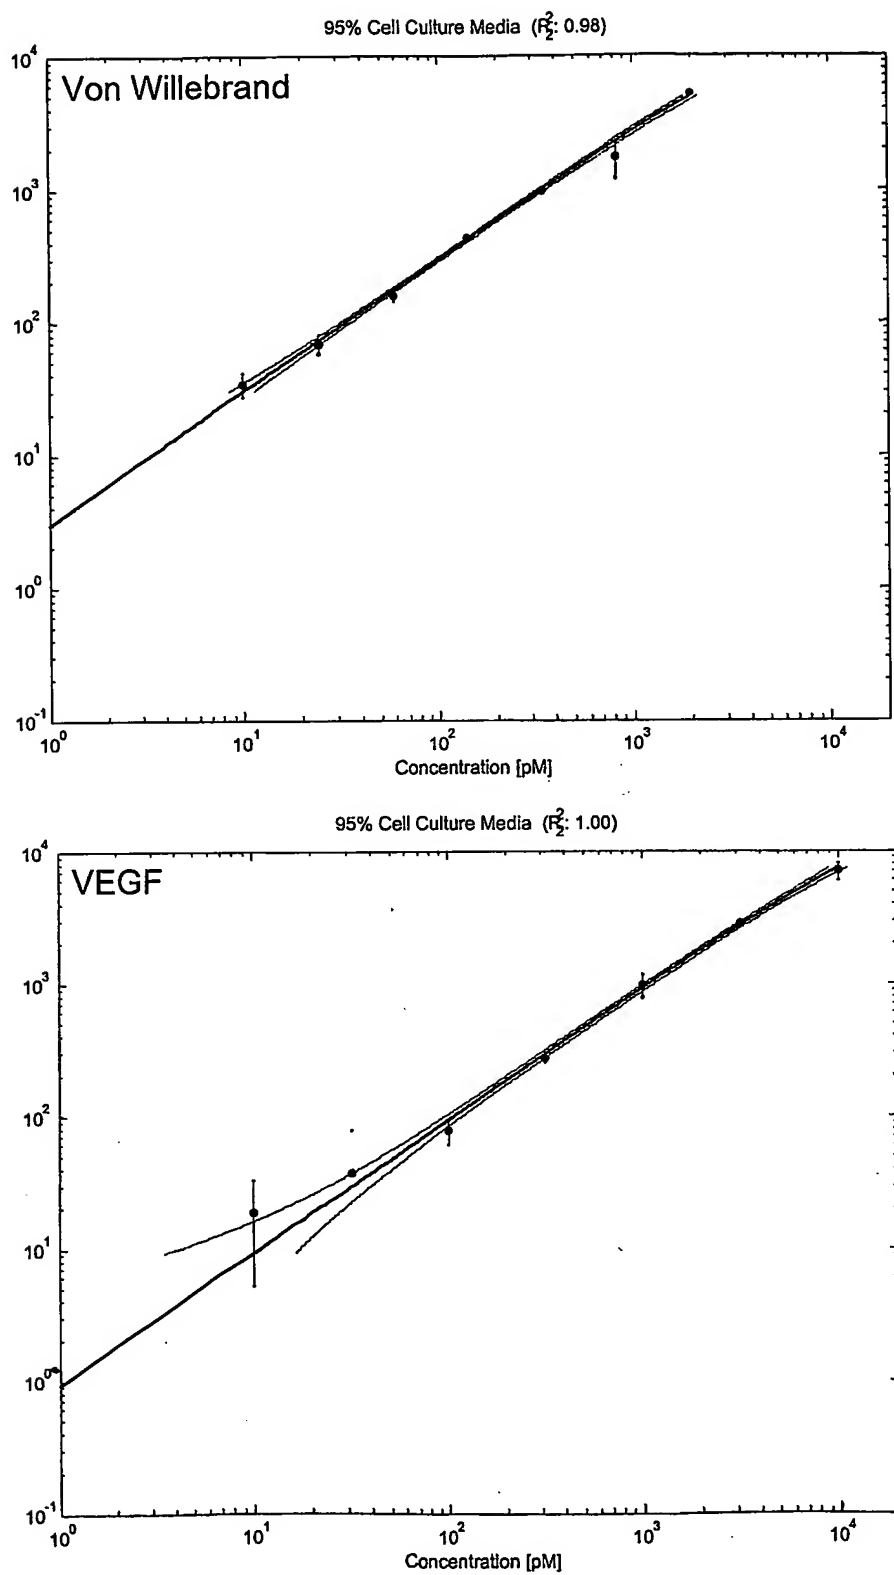 95% Cell Culture Media (R₂²: 0.98)
Von Willebrand
10⁴
10³
10²
10¹
10⁰
10⁻¹
10⁰ 10¹ 10² 10³ 10⁴
Concentration [pM]
95% Cell Culture Media (R₂²: 1.00)
VEGF
10⁴
10³
10²
10¹
10⁰
10⁻¹
10⁰ 10¹ 10² 10³ 10⁴
Concentration [pM]